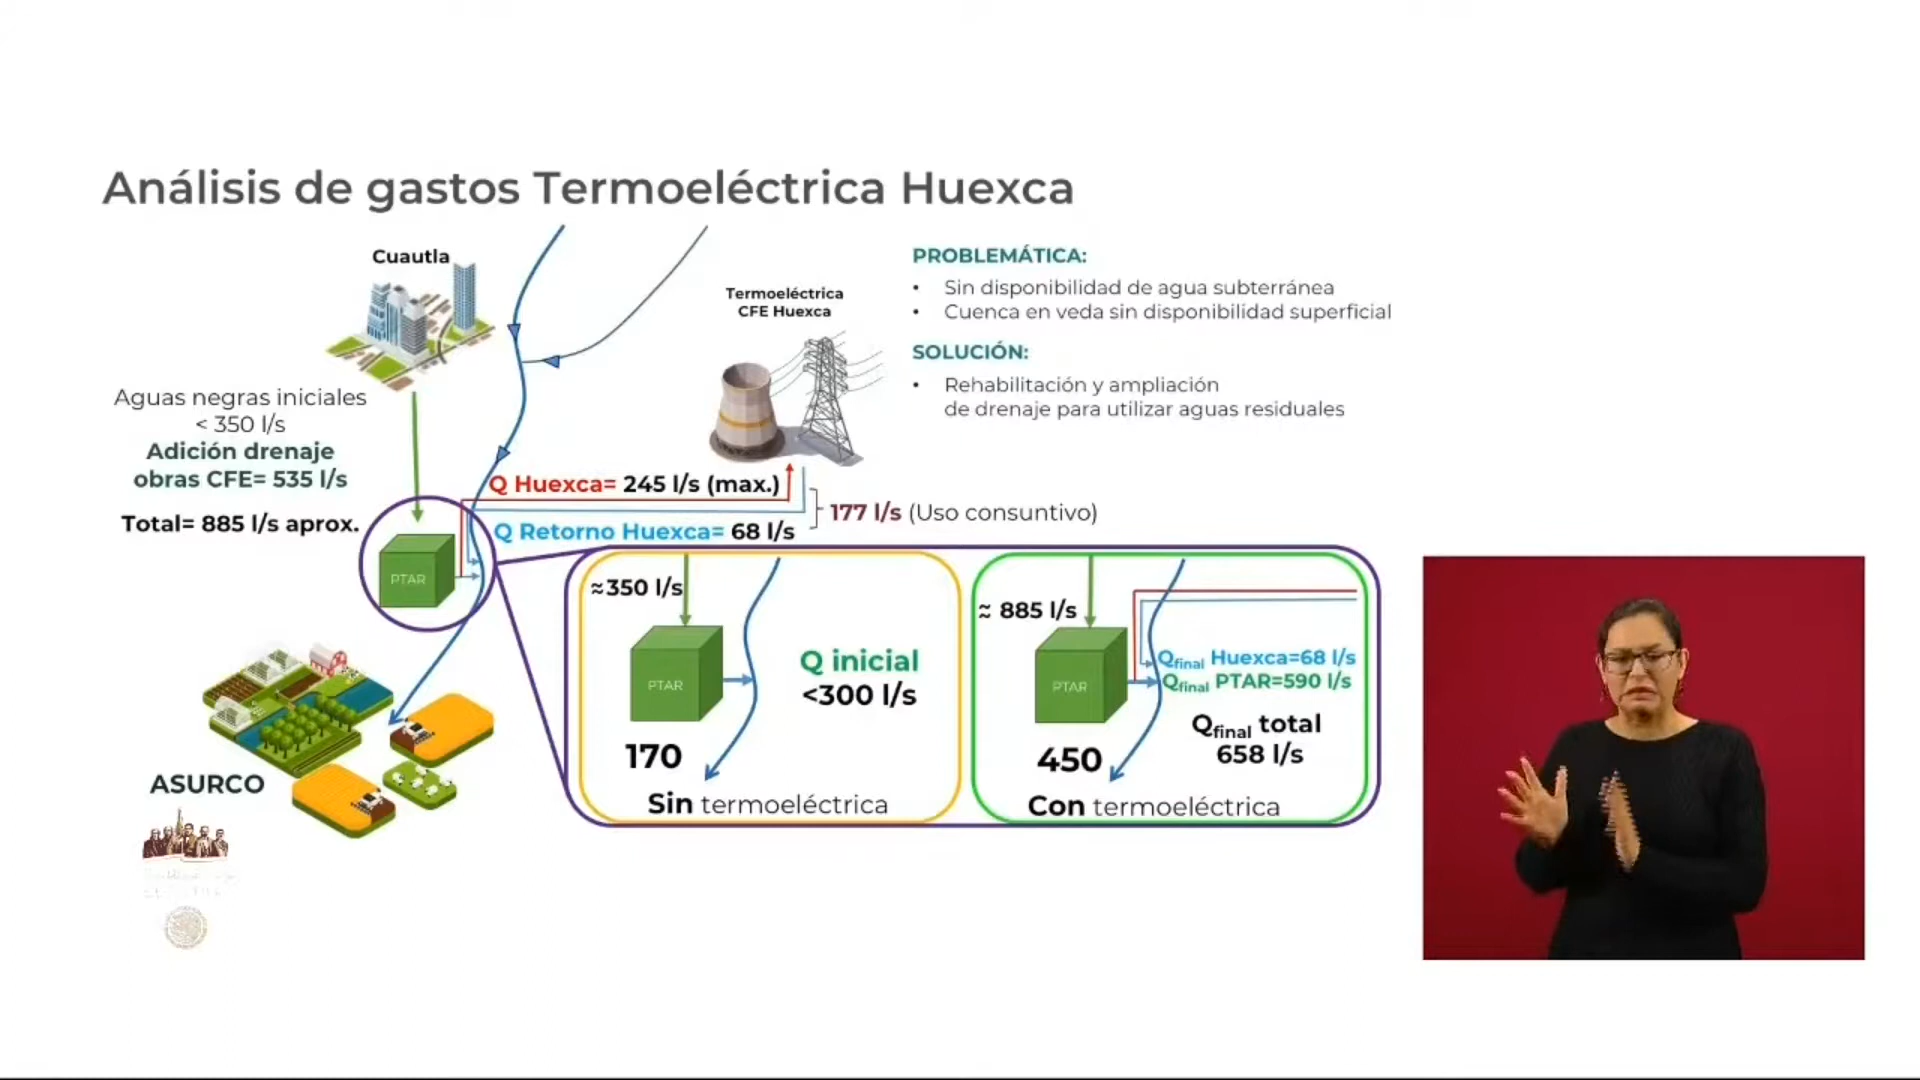 Análisis de gastos Termoeléctrica Huexca
Cuautla
Termoeléctrica
CFE Huexca
PROBLEMÁTICA:
• Sin disponibilidad de agua subterránea
• Cuenca en veda sin disponibilidad superficial
SOLUCIÓN:
• Rehabilitación y ampliación
de drenaje para utilizar aguas residuales
Aguas negras iniciales
< 350 l/s
Adición drenaje
obras CFE= 535 l/s
Total= 885 l/s aprox.
Q Huexca= 245 l/s (max.)
177 l/s (Uso consuntivo)
Q Retorno Huexca= 68 l/s
PTAR
≈350 l/s
PTAR
Q inicial
<300 l/s
170
Sin termoeléctrica
≈ 885 l/s
PTAR
Qfinal Huexca=68 l/s
Qfinal PTAR=590 l/s
Qfinal total
658 l/s
450
Con termoeléctrica
ASURCO